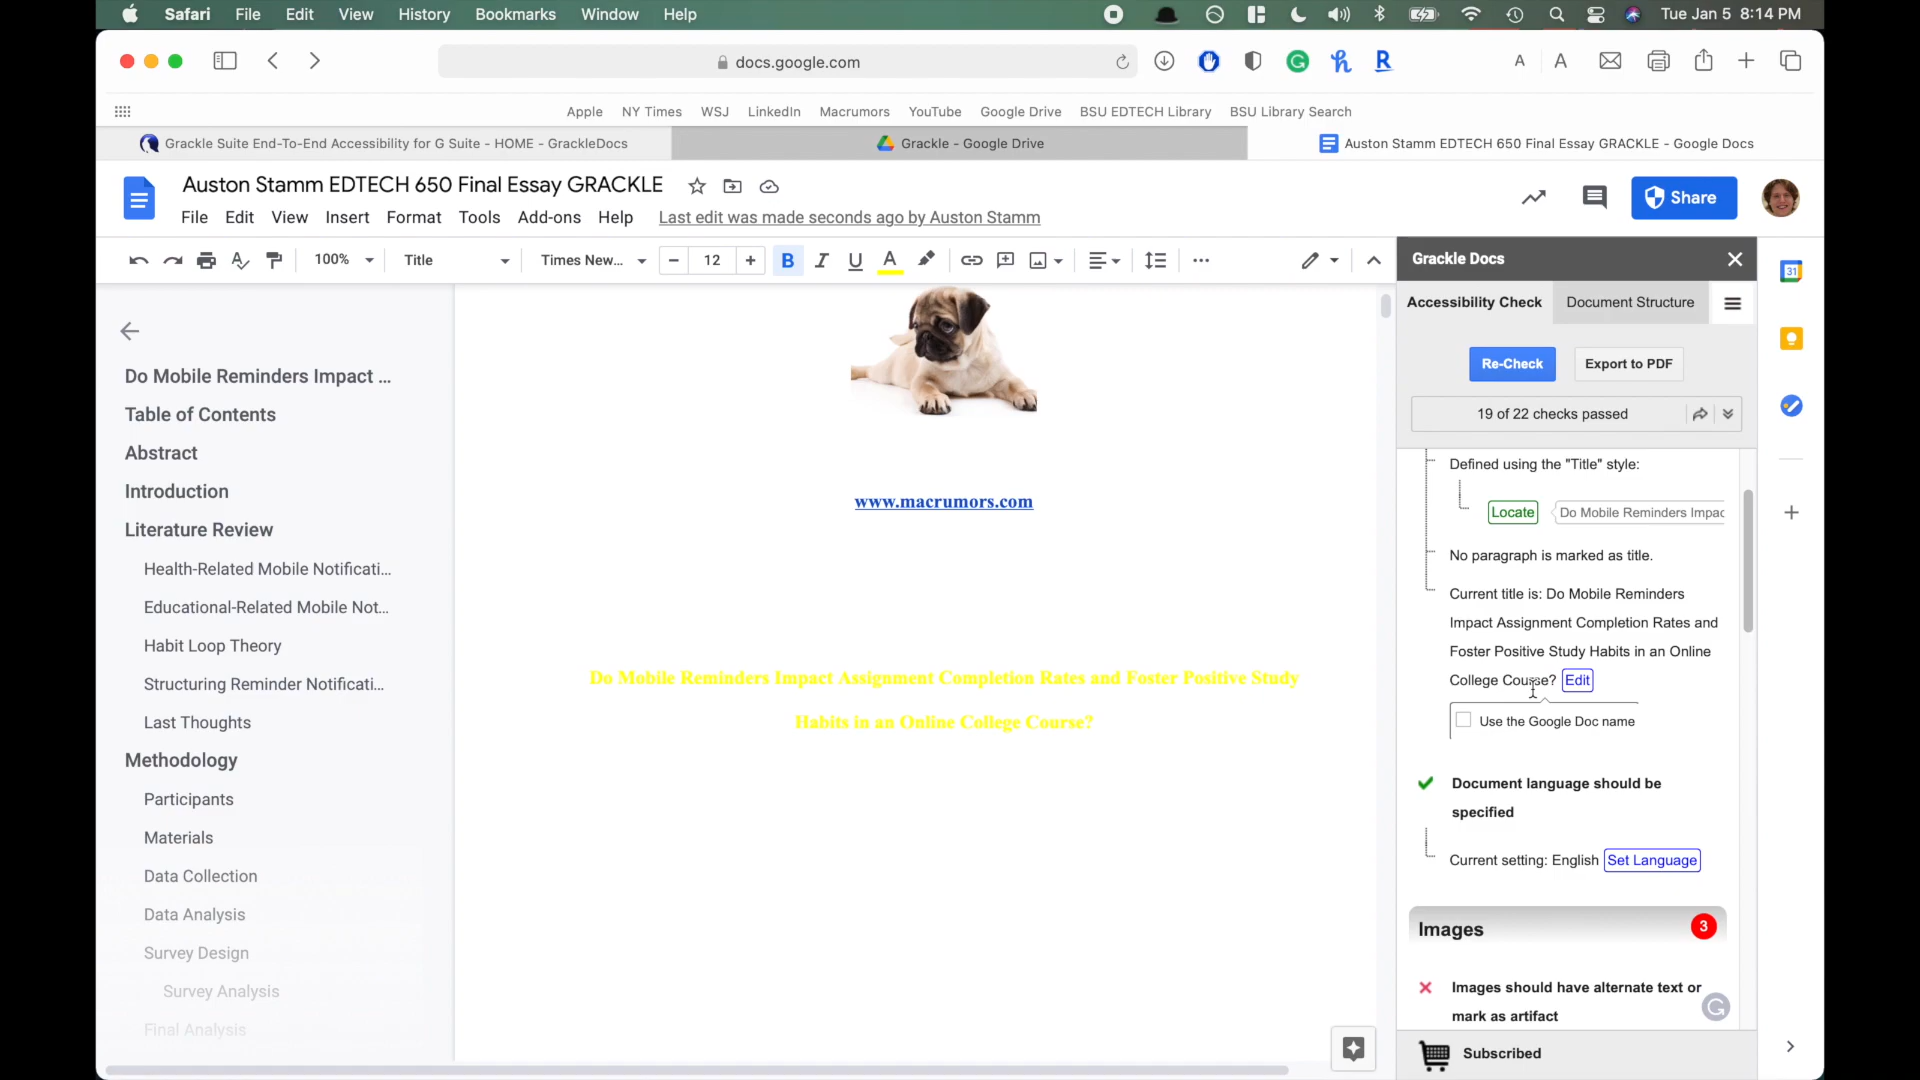 Safari File Edit View History Bookmarks Window Help Tue Jan 5 8:14 PM
docs.google.com
A A
Apple NY Times WSJ LinkedIn Macrumors YouTube Google Drive BSU EDTECH Library BSU Library Search
Grackle Suite End-To-End Accessibility for G Suite - HOME - GrackleDocs
Grackle - Google Drive
Auston Stamm EDTECH 650 Final Essay GRACKLE - Google Docs
Auston Stamm EDTECH 650 Final Essay GRACKLE
File Edit View Insert Format Tools Add-ons Help Last edit was made seconds ago by Auston Stamm
Share
100% Title Times New... − 12 + B I U A
Do Mobile Reminders Impact ...
Table of Contents
Abstract
Introduction
Literature Review
Health-Related Mobile Notificati...
Educational-Related Mobile Not...
Habit Loop Theory
Structuring Reminder Notificati...
Last Thoughts
Methodology
Participants
Materials
Data Collection
Data Analysis
Survey Design
Survey Analysis
Final Analysis
www.macrumors.com
Do Mobile Reminders Impact Assignment Completion Rates and Foster Positive Study
Habits in an Online College Course?
Grackle Docs
Accessibility Check Document Structure
Re-Check Export to PDF
19 of 22 checks passed
Defined using the "Title" style:
Locate Do Mobile Reminders Impac
No paragraph is marked as title.
Current title is: Do Mobile Reminders
Impact Assignment Completion Rates and
Foster Positive Study Habits in an Online
College Course? Edit
Use the Google Doc name
Document language should be
specified
Current setting: English Set Language
Images 3
Images should have alternate text or
mark as artifact
Subscribed
31